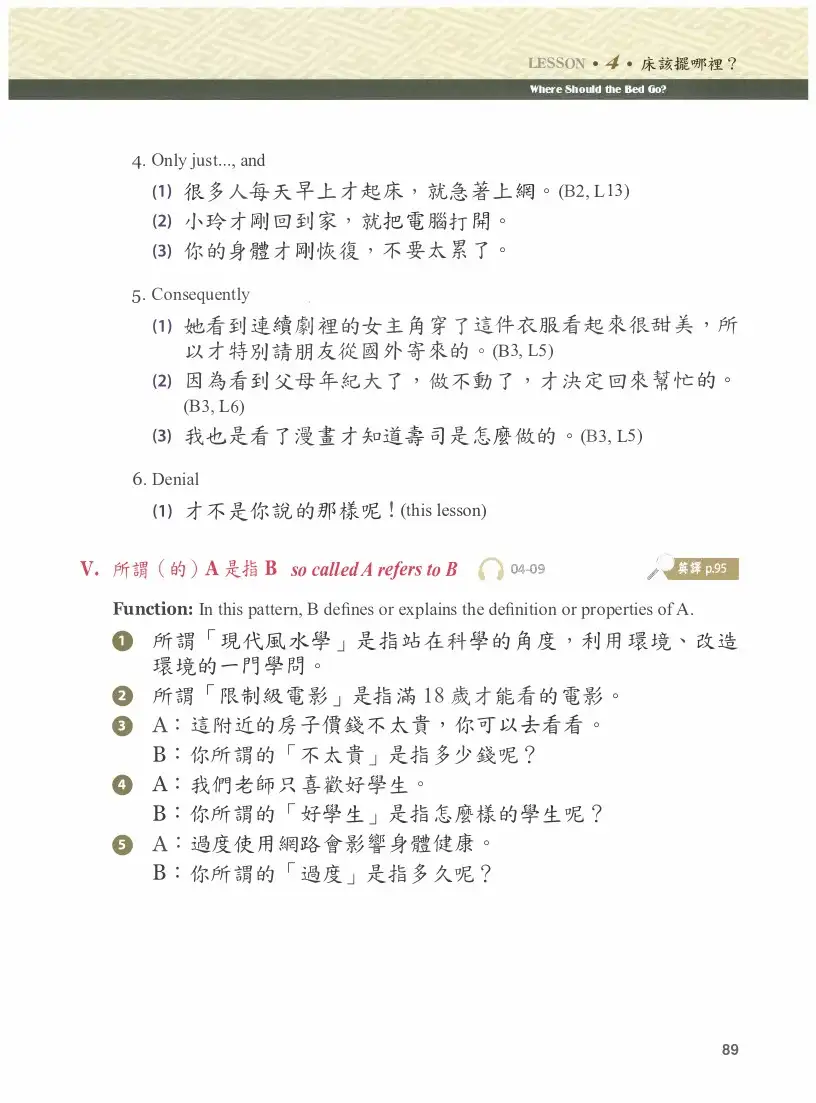 LESSON • 4 • 床該擺哪裡？
Where Should the Bed Go?
4. Only just..., and
(1) 很多人每天早上才起床，就急著上網。(B2, L13)
(2) 小玲才剛回到家，就把電腦打開。
(3) 你的身體才剛恢復，不要太累了。
5. Consequently
(1) 她看到連續劇裡的女主角穿了這件衣服看起來很甜美，所
以才特別請朋友從國外寄來的。(B3, L5)
(2) 因為看到父母年紀大了，做不動了，才決定回來幫忙的。
(B3, L6)
(3) 我也是看了漫畫才知道壽司是怎麼做的。(B3, L5)
6. Denial
(1) 才不是你說的那樣呢！(this lesson)
V. 所謂（的）A 是指 B so called A refers to B 04-09 英譯 p.95
Function: In this pattern, B defines or explains the definition or properties of A.
1 所謂「現代風水學」是指站在科學的角度，利用環境、改造
環境的一門學問。
2 所謂「限制級電影」是指滿 18 歲才能看的電影。
3 A：這附近的房子價錢不太貴，你可以去看看。
B：你所謂的「不太貴」是指多少錢呢？
4 A：我們老師只喜歡好學生。
B：你所謂的「好學生」是指怎麼樣的學生呢？
5 A：過度使用網路會影響身體健康。
B：你所謂的「過度」是指多久呢？
89